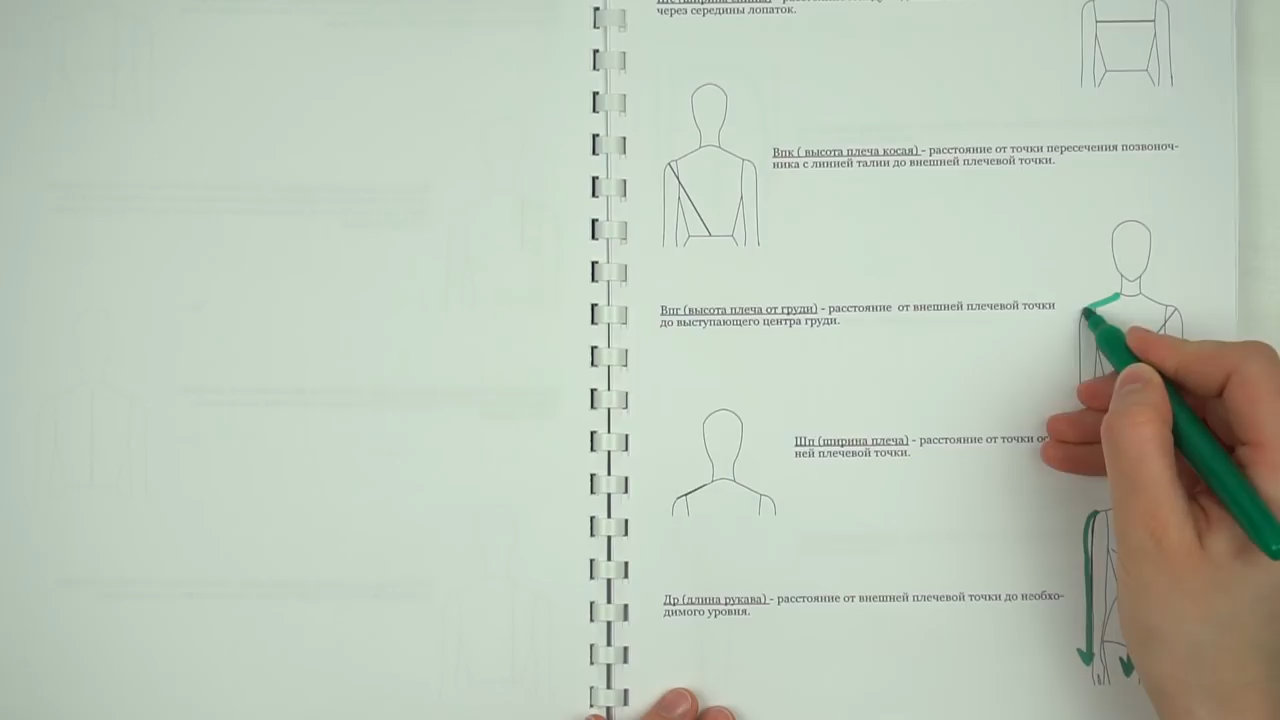 через середины лопаток.
Впк ( высота плеча косая) - расстояние от точки пересечения позвоноч-
ника с линией талии до внешней плечевой точки.
Впг (высота плеча от груди) - расстояние от внешней плечевой точки
до выступающего центра груди.
Шп (ширина плеча) - расстояние от точки
ней плечевой точки.
Др (длина рукава) - расстояние от внешней плечевой точки до необхо-
димого уровня.